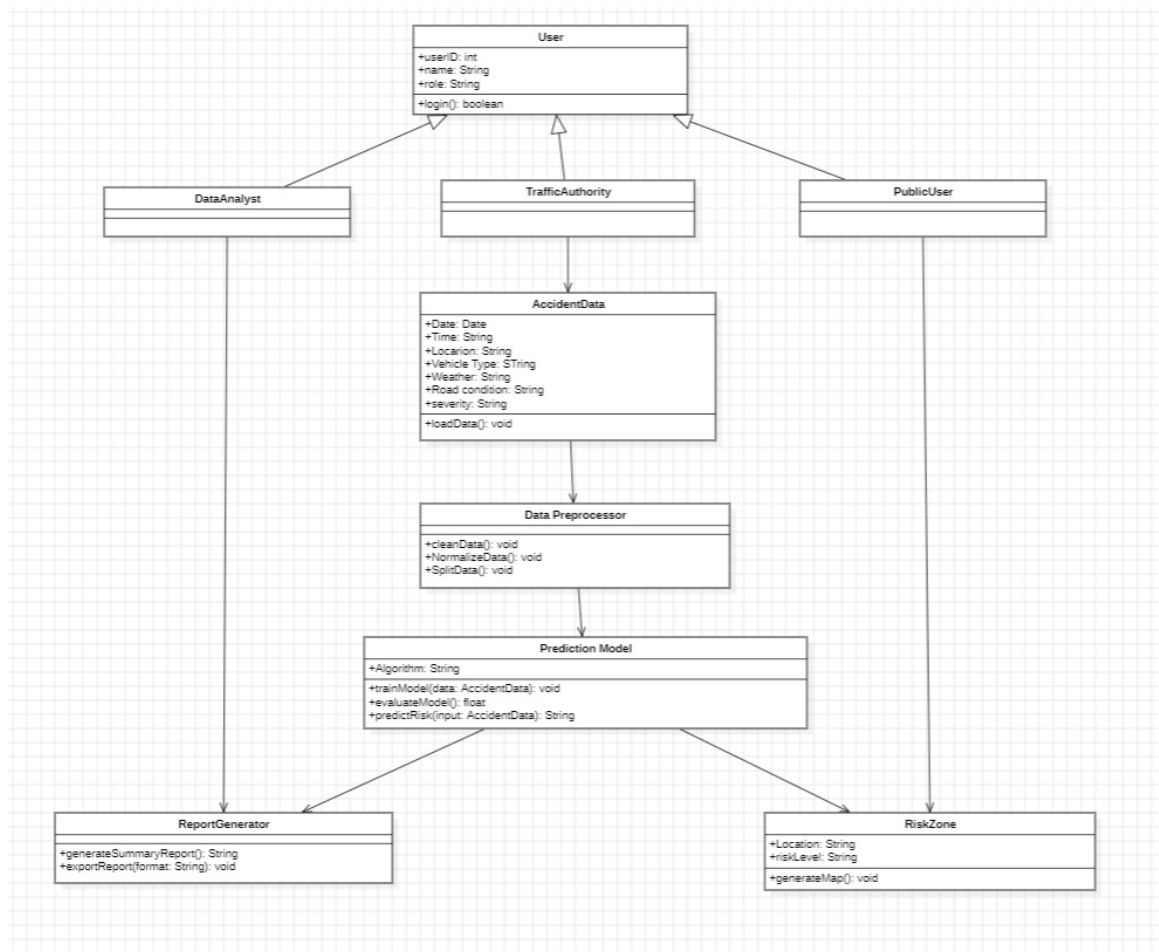 User
+userID: int
+name: String
+role: String
+login(): boolean
DataAnalyst
TrafficAuthority
PublicUser
AccidentData
+Date: Date
+Time: String
+Locarion: String
+Vehicle Type: STring
+Weather: String
+Road condition: String
+severity: String
+loadData(): void
Data Preprocessor
+cleanData(): void
+NormalizeData(): void
+SplitData(): void
Prediction Model
+Algorithm: String
+trainModel(data: AccidentData): void
+evaluateModel(): float
+predictRisk(input: AccidentData): String
ReportGenerator
+generateSummaryReport(): String
+exportReport(format: String): void
RiskZone
+Location: String
+riskLevel: String
+generateMap(): void